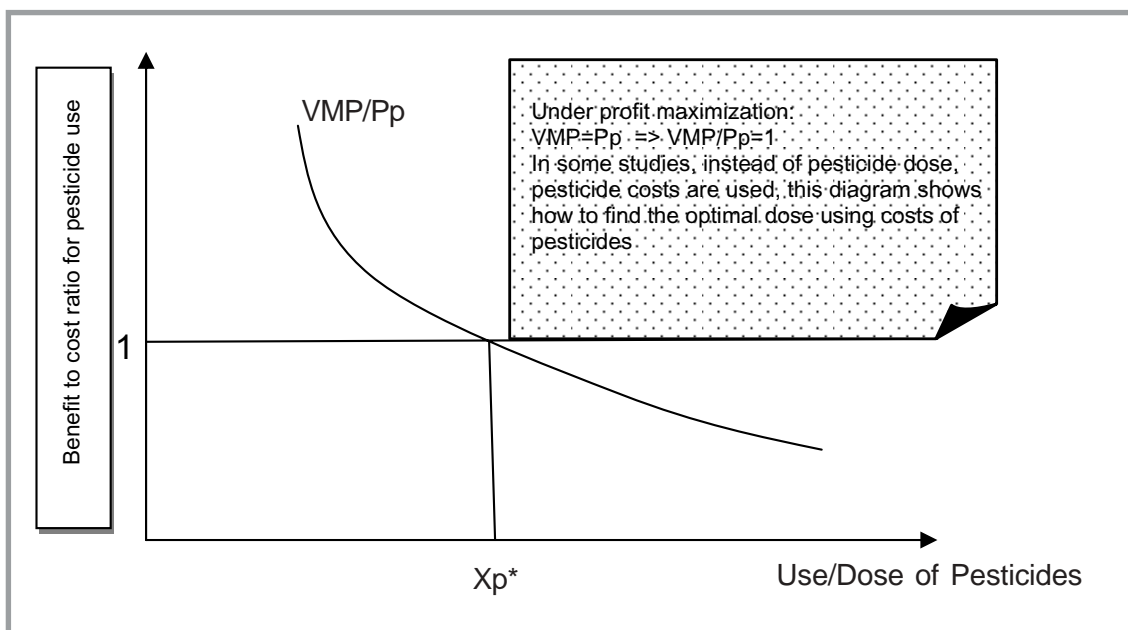 Benefit to cost ratio for pesticide use
VMP/Pp
Under profit maximization:
VMP=Pp => VMP/Pp=1
In some studies, instead of pesticide dose,
pesticide costs are used, this diagram shows
how to find the optimal dose using costs of
pesticides
1
Xp*
Use/Dose of Pesticides